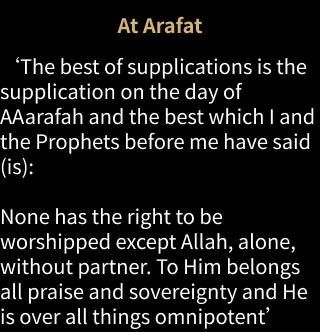 At Arafat
‘The best of supplications is the
supplication on the day of
AAarafah and the best which I and
the Prophets before me have said
(is):
None has the right to be
worshipped except Allah, alone,
without partner. To Him belongs
all praise and sovereignty and He
is over all things omnipotent’